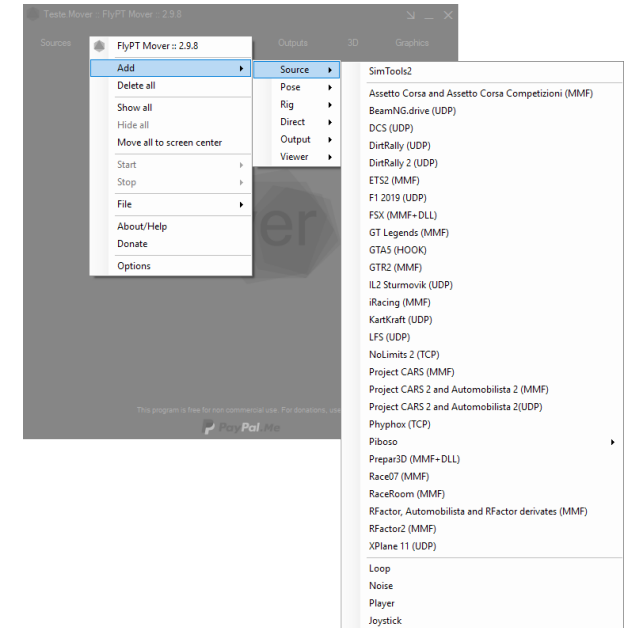 Teste Mover :: FlyPT Mover :: 2.9.8
Sources
Outputs
3D
Graphics
FlyPT Mover :: 2.9.8
Add
Delete all
Show all
Hide all
Move all to screen center
Start
Stop
File
About/Help
Donate
Options
Source
Pose
Rig
Direct
Output
Viewer
SimTools2
Assetto Corsa and Assetto Corsa Competizioni (MMF)
BeamNG.drive (UDP)
DCS (UDP)
DirtRally (UDP)
DirtRally 2 (UDP)
ETS2 (MMF)
F1 2019 (UDP)
FSX (MMF+DLL)
GT Legends (MMF)
GTA5 (HOOK)
GTR2 (MMF)
IL2 Sturmovik (UDP)
iRacing (MMF)
KartKraft (UDP)
LFS (UDP)
NoLimits 2 (TCP)
Project CARS (MMF)
Project CARS 2 and Automobilista 2 (MMF)
Project CARS 2 and Automobilista 2(UDP)
Phyphox (TCP)
Piboso
Prepar3D (MMF+DLL)
Race07 (MMF)
RaceRoom (MMF)
RFactor, Automobilista and RFactor derivates (MMF)
RFactor2 (MMF)
XPlane 11 (UDP)
Loop
Noise
Player
Joystick
er
This program is free for non commercial use. For donasons, use
PayPal.Me